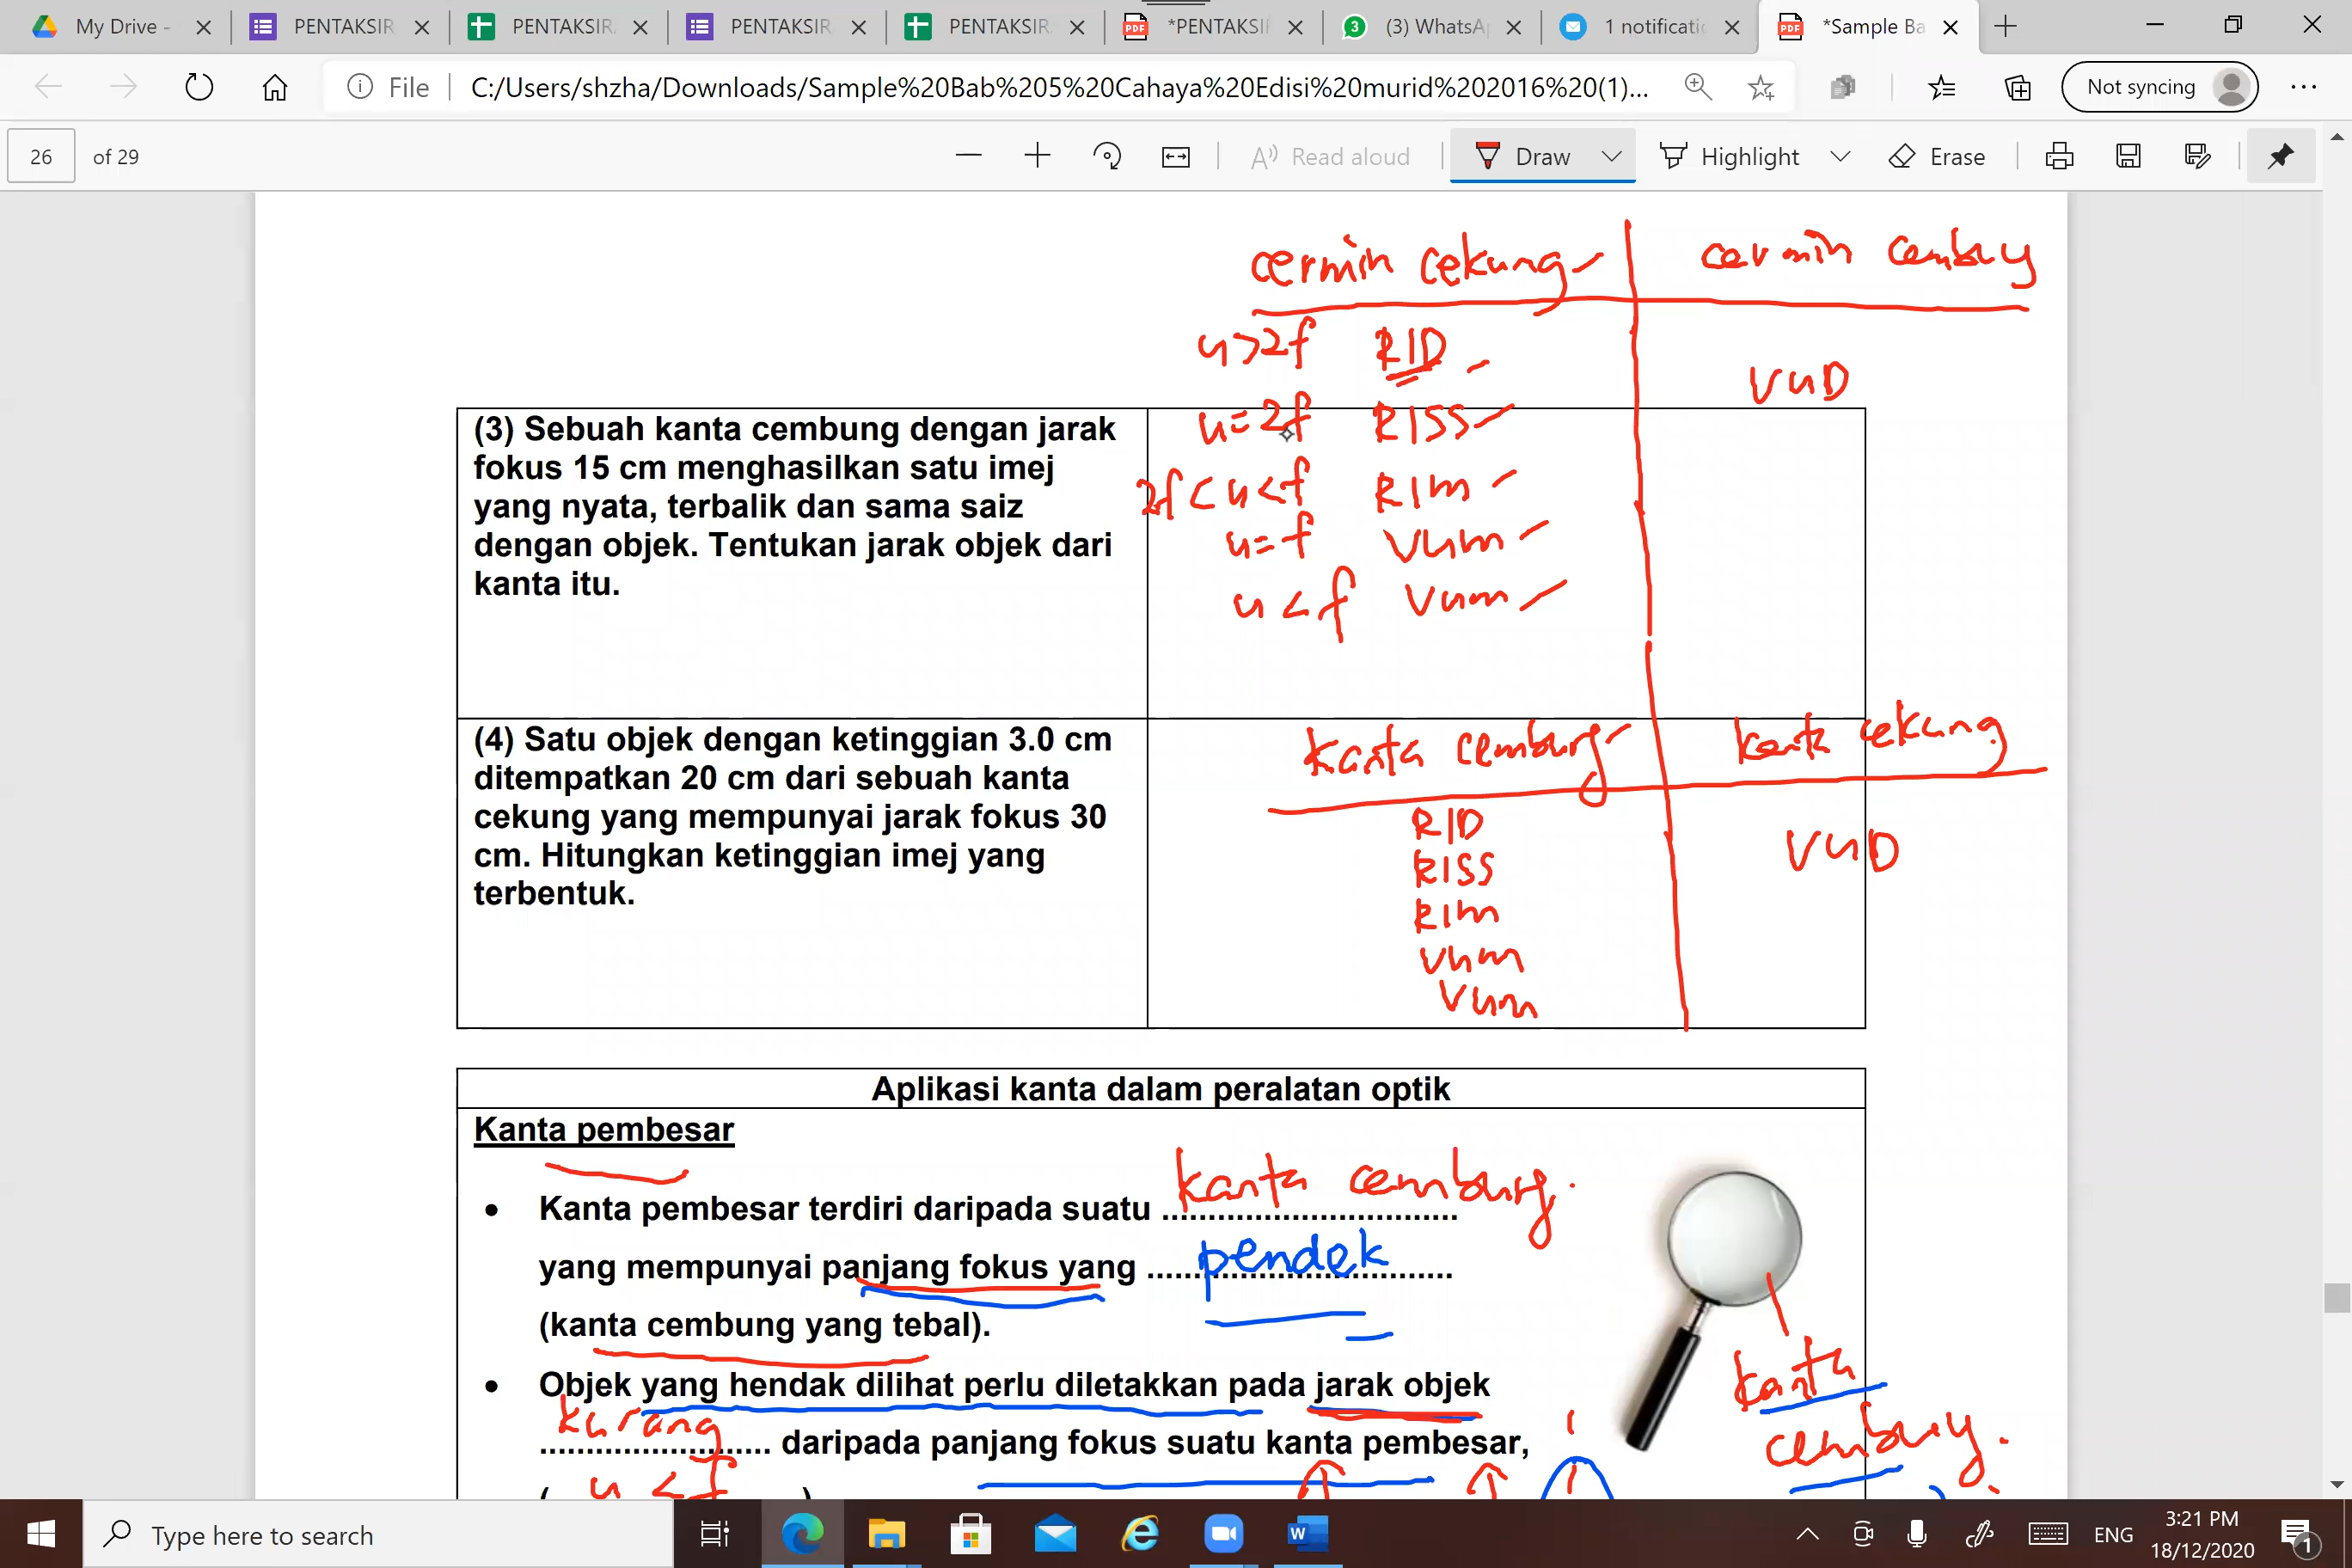 My Drive -
PENTAKSIR
PENTAKSIR
PENTAKSIR
PENTAKSIR
*PENTAKSI
(3) WhatsA
1 notificati
*Sample Ba
File
C:/Users/shzha/Downloads/Sample%20Bab%205%20Cahaya%20Edisi%20murid%202016%20(1)...
Not syncing
26
of 29
Read aloud
Draw
Highlight
Erase
cermin cekung
cermin cembung
u>2f RID
VUD
u=2f RISS
2f<u<f RIM
u=f VUM
u<f VUM
(3) Sebuah kanta cembung dengan jarak
fokus 15 cm menghasilkan satu imej
yang nyata, terbalik dan sama saiz
dengan objek. Tentukan jarak objek dari
kanta itu.
kanta cembung
kanta cekung
(4) Satu objek dengan ketinggian 3.0 cm
ditempatkan 20 cm dari sebuah kanta
cekung yang mempunyai jarak fokus 30
cm. Hitungkan ketinggian imej yang
terbentuk.
RID
VUD
RISS
RIM
VUM
VUM
Aplikasi kanta dalam peralatan optik
Kanta pembesar
• Kanta pembesar terdiri daripada suatu ................................ kanta cembung.
yang mempunyai panjang fokus yang ................................. pendek
(kanta cembung yang tebal).
kanta
cembung.
• Objek yang hendak dilihat perlu diletakkan pada jarak objek
kurang
......................... daripada panjang fokus suatu kanta pembesar,
( u < f )
Type here to search
ENG
3:21 PM
18/12/2020
1